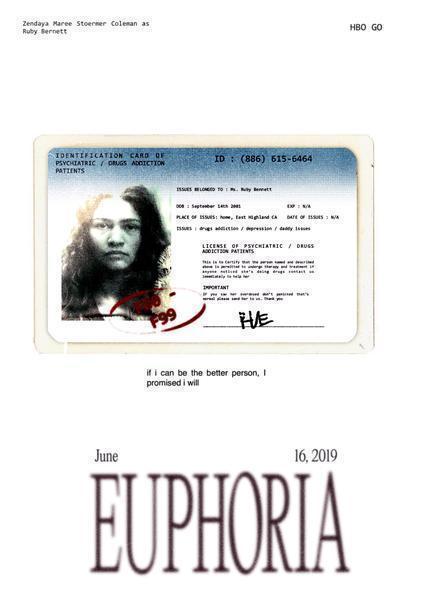 Zendaya Maree Stoermer Coleman as
Ruby Bennett
HBO GO
IDENTIFICATION CARD OF
PSYCHIATRIC / DRUGS ADDICTION
PATIENTS
ID : (886) 615-6464
ISSUES BELONGED TO : Ms. Ruby Bennett
DOB : September 14th 2001
EXP : N/A
PLACE OF ISSUES: home, East Highland CA
DATE OF ISSUES : N/A
ISSUES : drugs addiction / depression / daddy issues
LICENSE OF PSYCHIATRIC / DRUGS
ADDICTION PATIENTS
This is to Certify that the person named and described
above is permitted to undergo therapy and treatment if
anyone noticed she's doing drugs contact us
immediately to help her
IMPORTANT
If you saw her overdosed don't panicked that's
normal please send her to us. Thank you
F99
RUE
if i can be the better person, I
promised i will
June
16, 2019
EUPHORIA